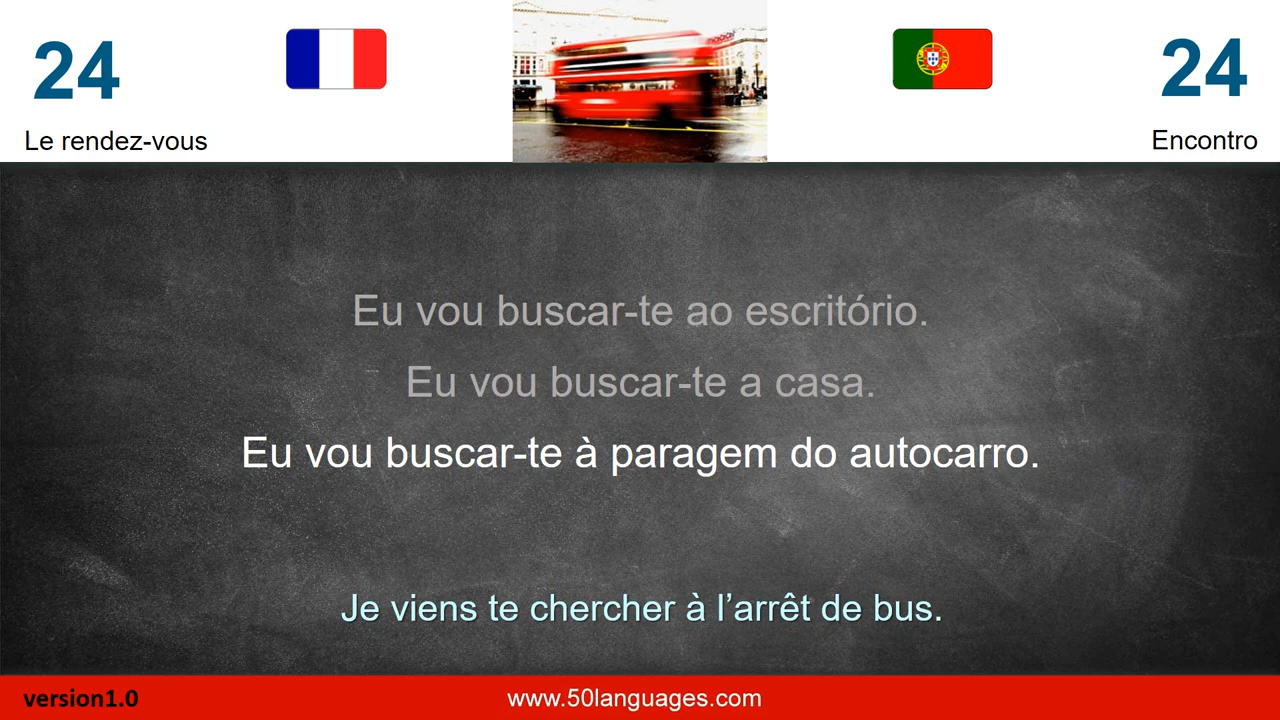 24
24
Le rendez-vous
Encontro
Eu vou buscar-te ao escritório.
Eu vou buscar-te a casa.
Eu vou buscar-te à paragem do autocarro.
Je viens te chercher à l’arrêt de bus.
version1.0
www.50languages.com